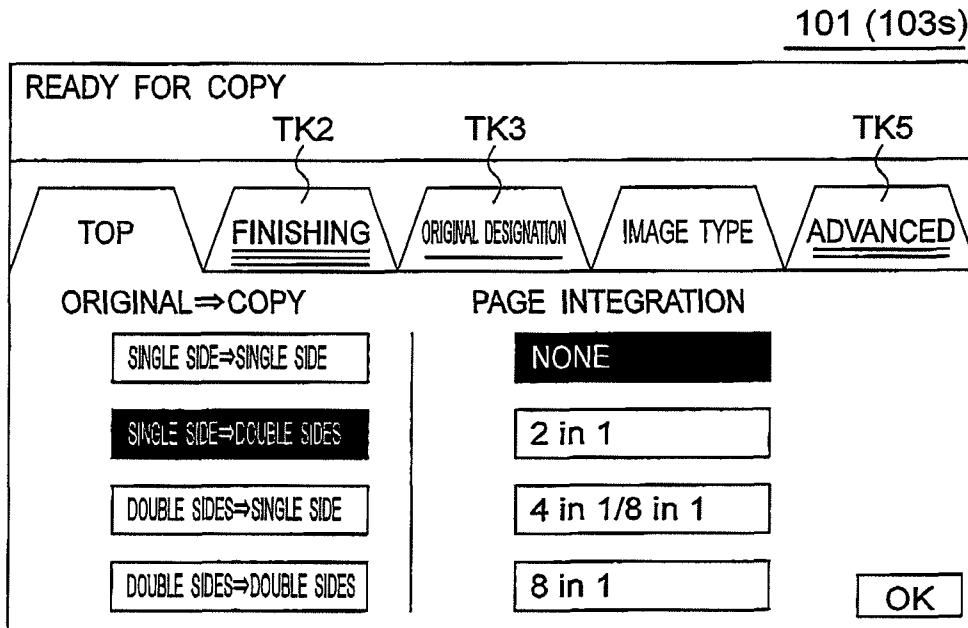 101 (103s)
READY FOR COPY
TK2 TK3 TK5
TOP FINISHING ORIGINAL DESIGNATION IMAGE TYPE ADVANCED
ORIGINAL⇒COPY PAGE INTEGRATION
SINGLE SIDE⇒SINGLE SIDE NONE
SINGLE SIDE⇒DOUBLE SIDES 2 in 1
DOUBLE SIDES⇒SINGLE SIDE 4 in 1/8 in 1
DOUBLE SIDES⇒DOUBLE SIDES 8 in 1
OK